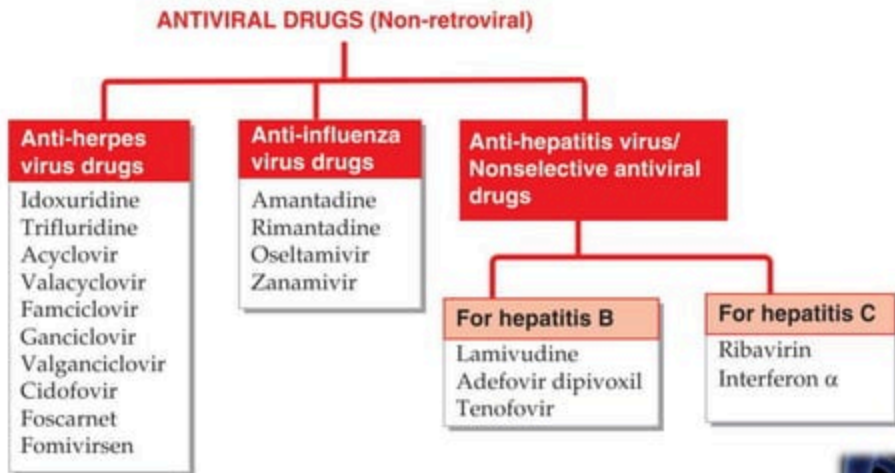 ANTIVIRAL DRUGS (Non-retroviral)
Anti-herpes
virus drugs
Idoxuridine
Trifluridine
Acyclovir
Valacyclovir
Famciclovir
Ganciclovir
Valganciclovir
Cidofovir
Foscarnet
Fomivirsen
Anti-influenza
virus drugs
Amantadine
Rimantadine
Oseltamivir
Zanamivir
Anti-hepatitis virus/
Nonselective antiviral
drugs
For hepatitis B
Lamivudine
Adefovir dipivoxil
Tenofovir
For hepatitis C
Ribavirin
Interferon α